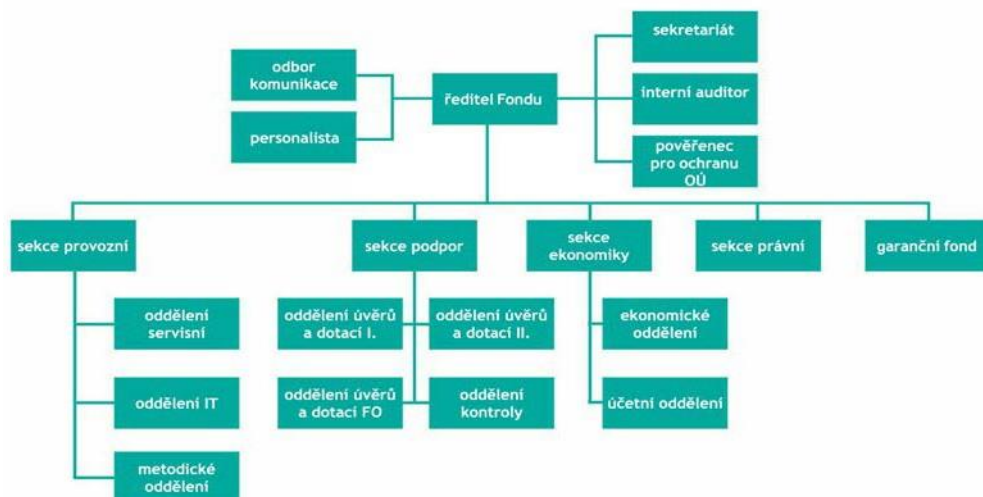 sekretariát
odbor
komunikace
ředitel Fondu
interní auditor
personalista
pověřenec
pro ochranu
OÚ
sekce provozní
sekce podpor
sekce
ekonomiky
sekce právní
garanční fond
oddělení
servisní
oddělení úvěrů
a dotací I.
oddělení úvěrů
a dotací II.
ekonomické
oddělení
oddělení IT
oddělení úvěrů
a dotací FO
oddělení
kontroly
účetní oddělení
metodické
oddělení